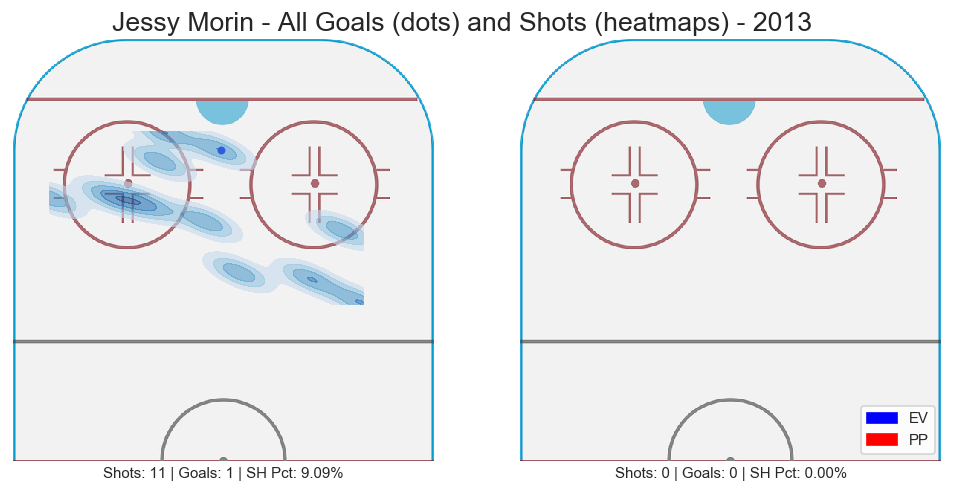 Jessy Morin - All Goals (dots) and Shots (heatmaps) - 2013
EV
PP
Shots: 11 | Goals: 1 | SH Pct: 9.09%
Shots: 0 | Goals: 0 | SH Pct: 0.00%